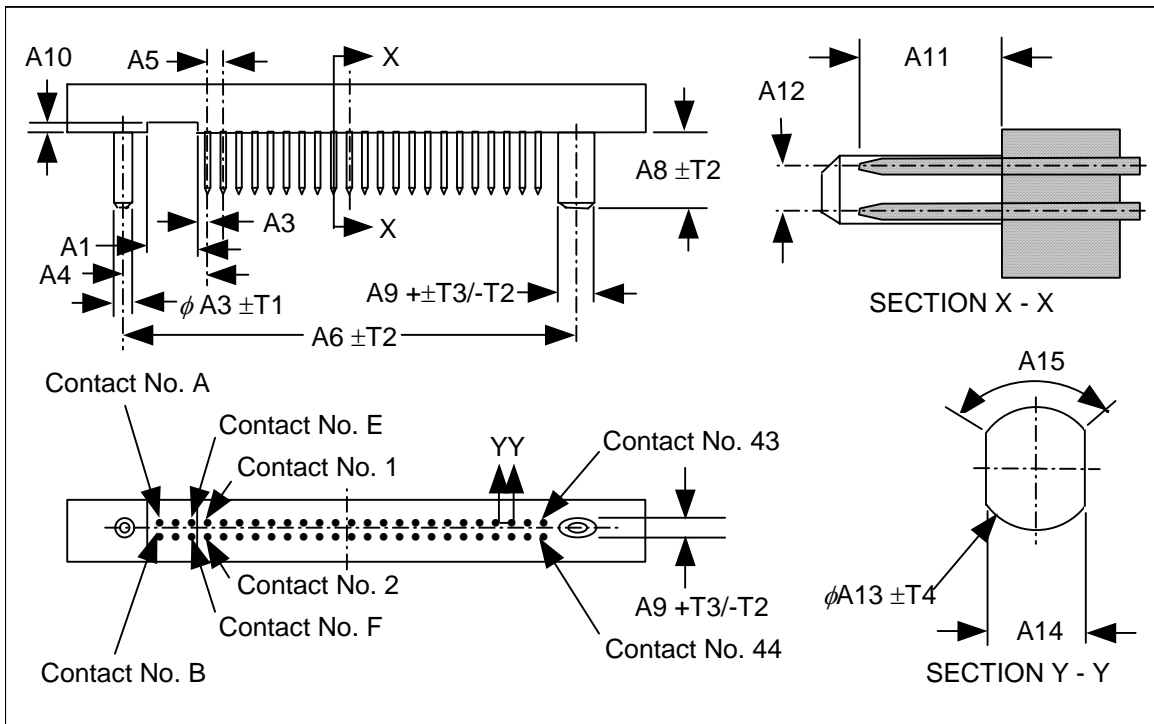 A10
A5
X
A11
A12
A8 ±T2
A3
X
A1
A4
ϕ A3 ±T1
A9 +±T3/-T2
A6 ±T2
SECTION X - X
Contact No. A
Contact No. E
Contact No. 1
YY
Contact No. 43
A15
Contact No. 2
Contact No. F
Contact No. B
A9 +T3/-T2
Contact No. 44
ϕA13 ±T4
A14
SECTION Y - Y